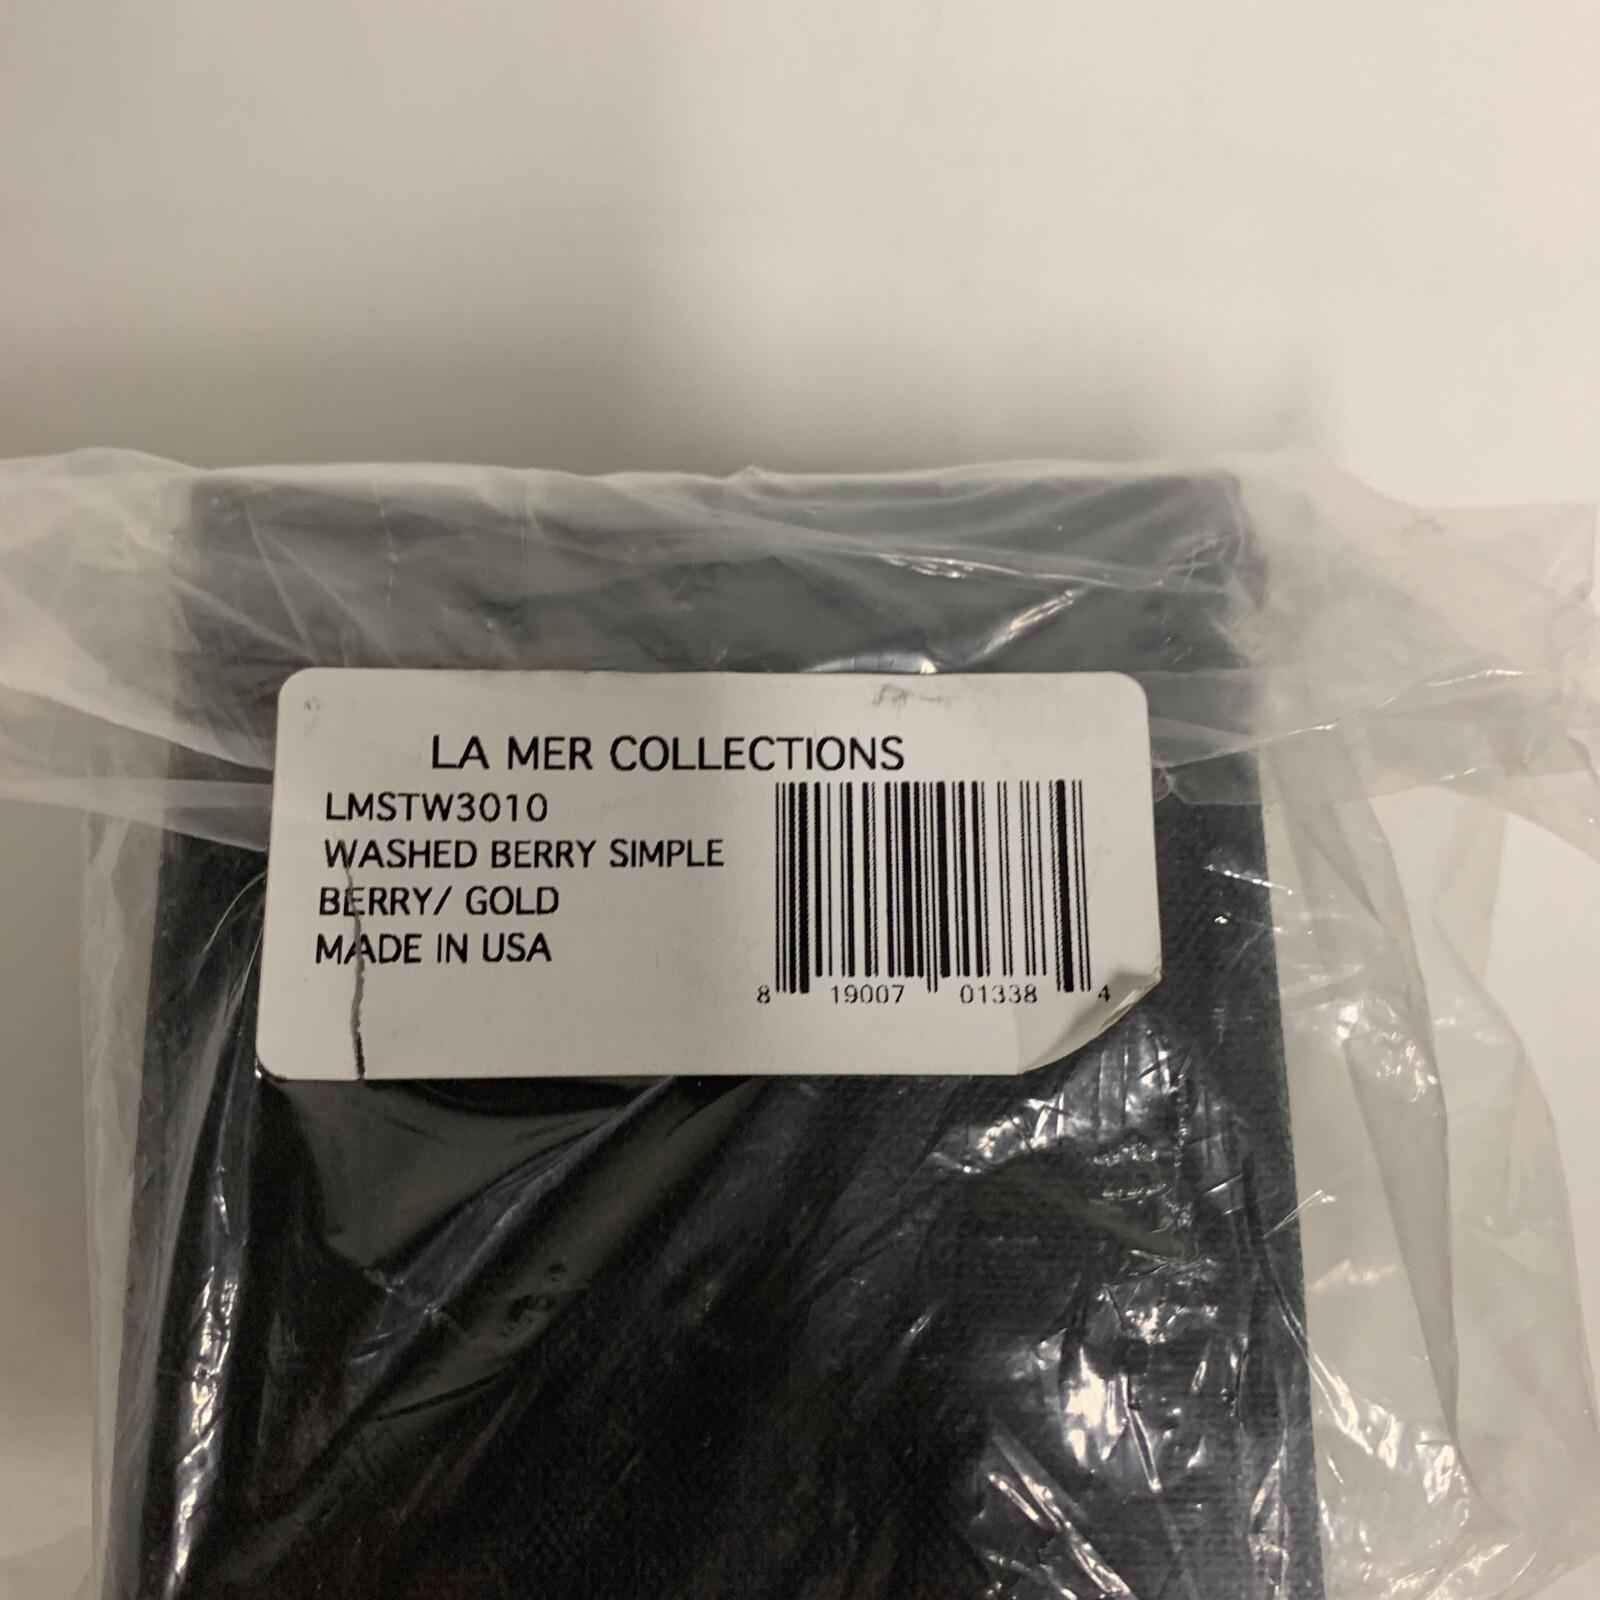 LA MER COLLECTIONS
LMSTW3010
WASHED BERRY SIMPLE
BERRY/ GOLD
MADE IN USA
8 19007 01338 4